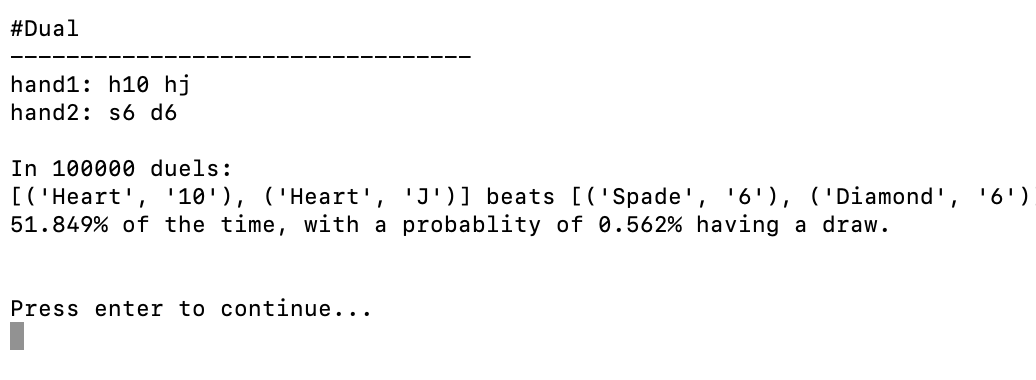 #Dual
---------------------------------
hand1: h10 hj
hand2: s6 d6
In 100000 duels:
[('Heart', '10'), ('Heart', 'J')] beats [('Spade', '6'), ('Diamond', '6')
51.849% of the time, with a probablity of 0.562% having a draw.
Press enter to continue...